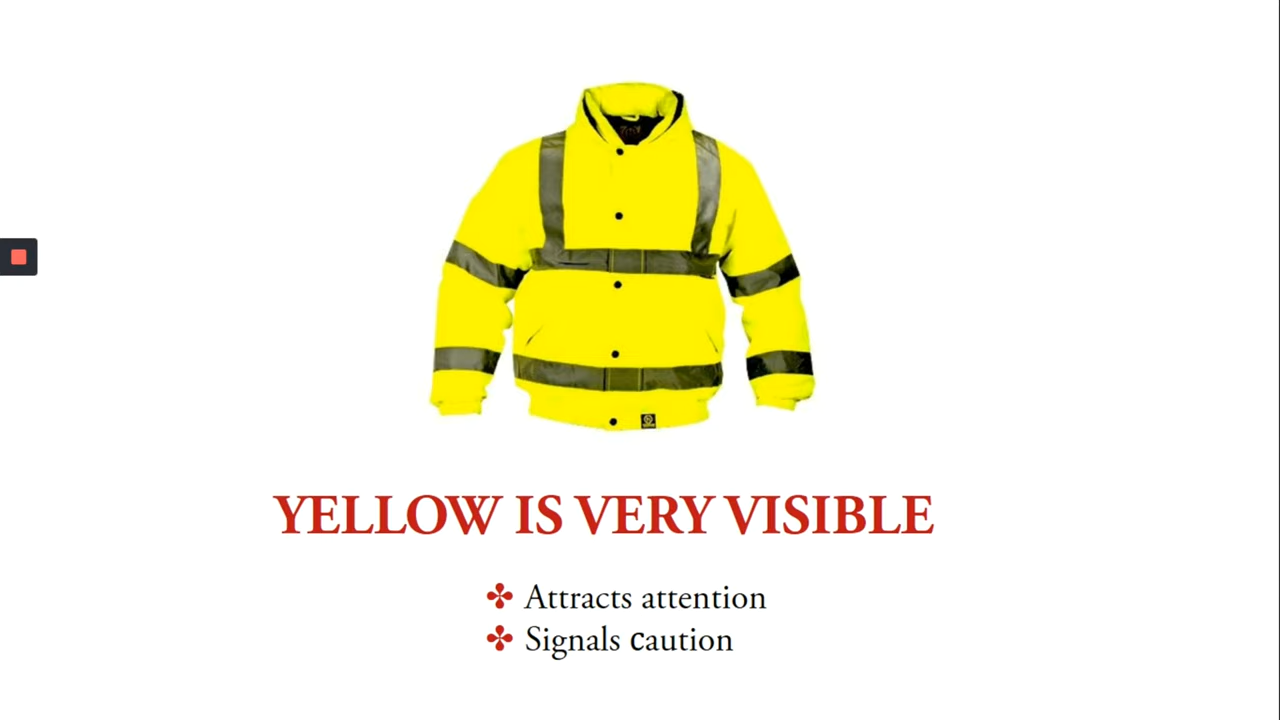 YELLOW IS VERY VISIBLE
Attracts attention
Signals caution